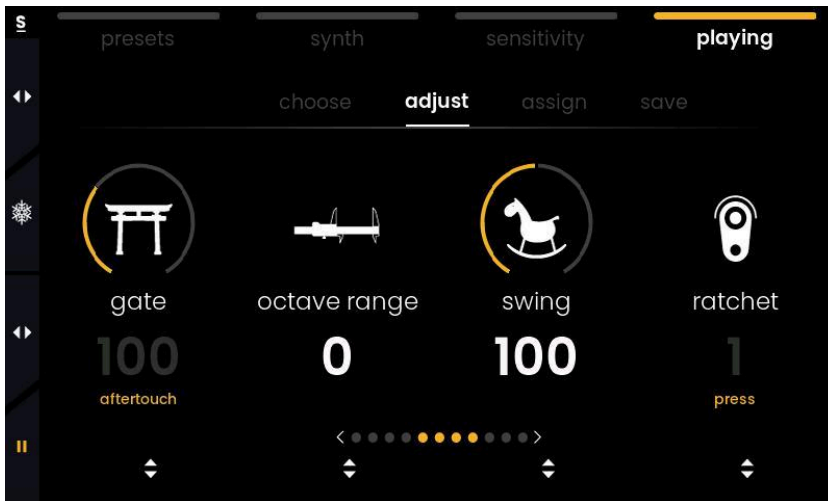 S
presets synth sensitivity playing
choose adjust assign save
gate octave range swing ratchet
100 0 100 1
aftertouch press